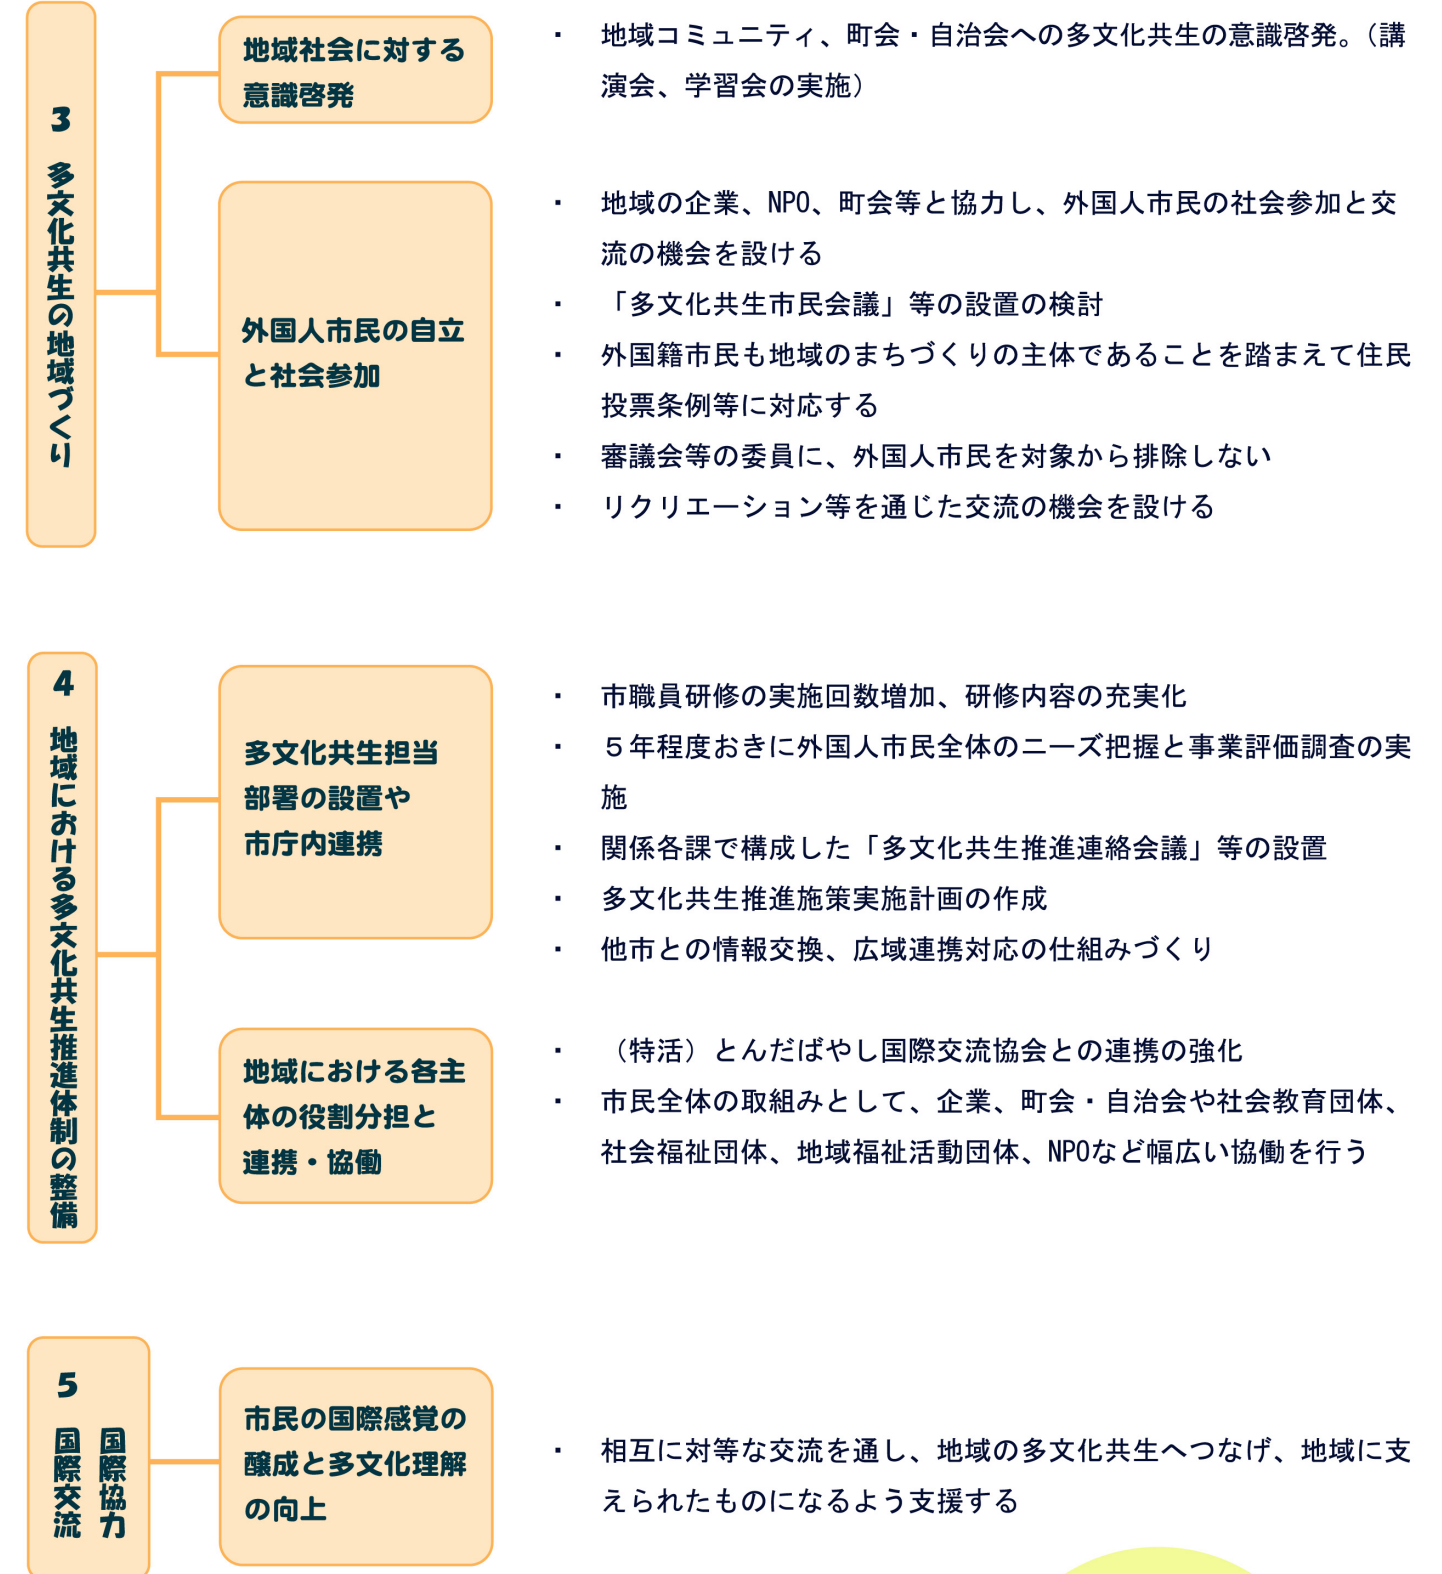 3 多文化共生の地域づくり
地域社会に対する
意識啓発
・ 地域コミュニティ、町会・自治会への多文化共生の意識啓発。（講
演会、学習会の実施）
外国人市民の自立
と社会参加
・ 地域の企業、NPO、町会等と協力し、外国人市民の社会参加と交
流の機会を設ける
・ 「多文化共生市民会議」等の設置の検討
・ 外国籍市民も地域のまちづくりの主体であることを踏まえて住民
投票条例等に対応する
・ 審議会等の委員に、外国人市民を対象から排除しない
・ リクリエーション等を通じた交流の機会を設ける
4 地域における多文化共生推進体制の整備
多文化共生担当
部署の設置や
市庁内連携
・ 市職員研修の実施回数増加、研修内容の充実化
・ ５年程度おきに外国人市民全体のニーズ把握と事業評価調査の実
施
・ 関係各課で構成した「多文化共生推進連絡会議」等の設置
・ 多文化共生推進施策実施計画の作成
・ 他市との情報交換、広域連携対応の仕組みづくり
地域における各主
体の役割分担と
連携・協働
・ （特活）とんだばやし国際交流協会との連携の強化
・ 市民全体の取組みとして、企業、町会・自治会や社会教育団体、
社会福祉団体、地域福祉活動団体、NPOなど幅広い協働を行う
5 国際交流
国際協力
市民の国際感覚の
醸成と多文化理解
の向上
・ 相互に対等な交流を通し、地域の多文化共生へつなげ、地域に支
えられたものになるよう支援する